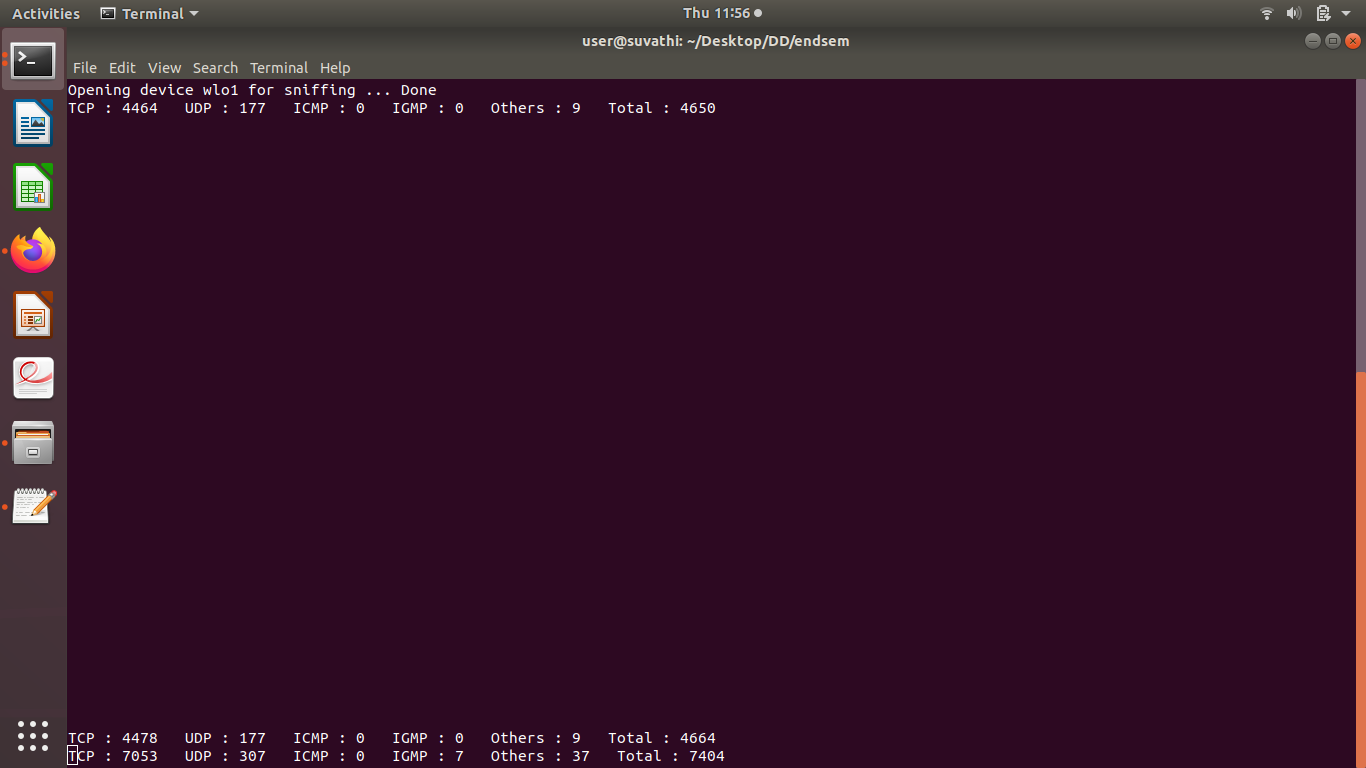 Activities Terminal Thu 11:56
user@suvathi: ~/Desktop/DD/endsem
File Edit View Search Terminal Help
Opening device wlo1 for sniffing ... Done
TCP : 4464 UDP : 177 ICMP : 0 IGMP : 0 Others : 9 Total : 4650
TCP : 4478 UDP : 177 ICMP : 0 IGMP : 0 Others : 9 Total : 4664
TCP : 7053 UDP : 307 ICMP : 0 IGMP : 7 Others : 37 Total : 7404